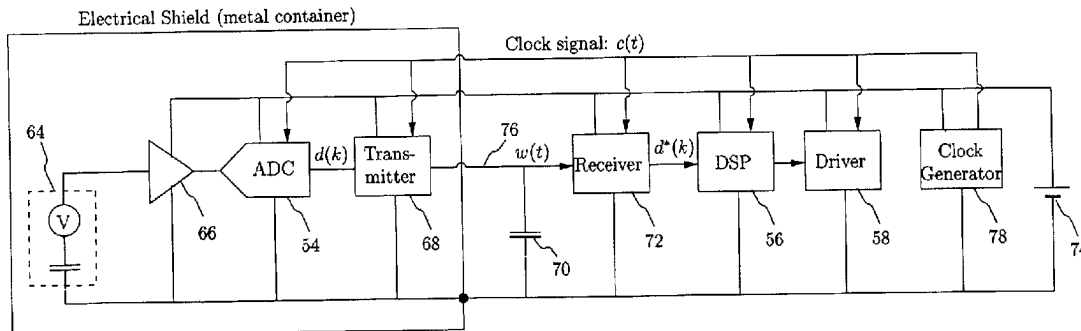 Electrical Shield (metal container)
Clock signal: c(t)
64
76
V
ADC
d(k)
Trans-
mitter
w(t)
Receiver
d*(k)
DSP
Driver
Clock
Generator
66
54
68
70
72
56
58
78
74